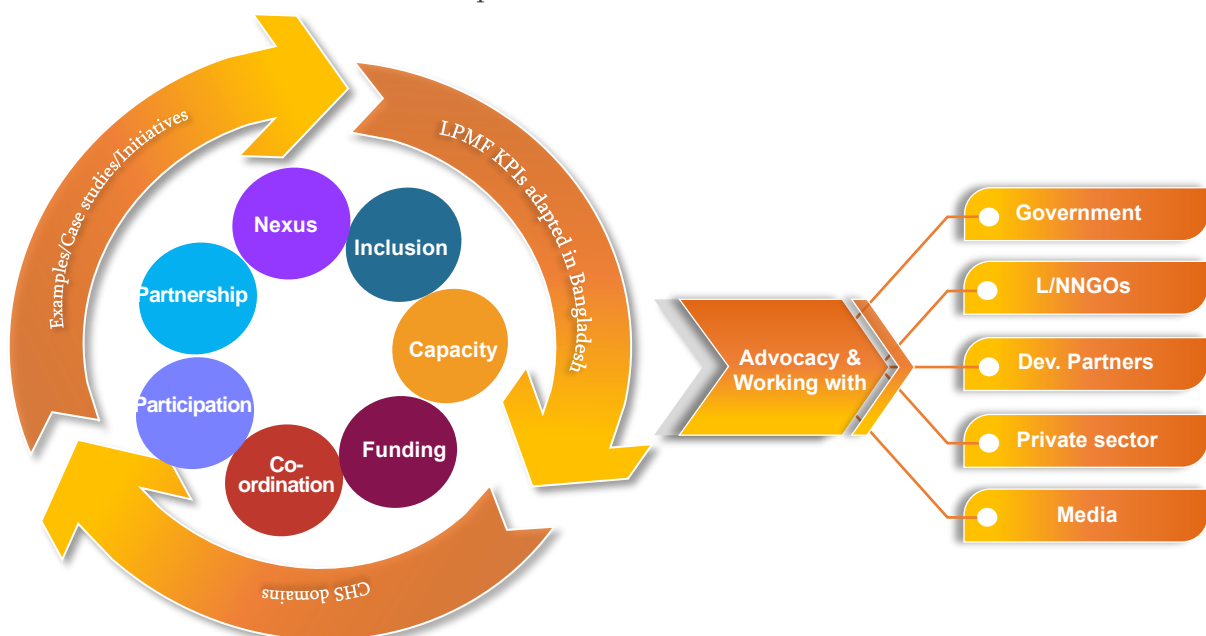 Examples/Case studies/Initiatives
LPMF KPIs adapted in Bangladesh
CHS domains
Nexus
Inclusion
Capacity
Funding
Co-
ordination
Participation
Partnership
Advocacy &
Working with
Government
L/NNGOs
Dev. Partners
Private sector
Media